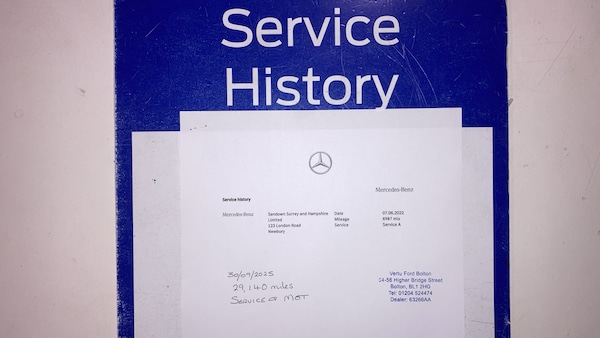 Service
History
Mercedes-Benz
Service history
Mercedes-Benz Sandown Surrey and Hampshire Date 07.06.2022
Limited Mileage 6987 mls
123 London Road Service Service A
Newbury
30/09/2025
29,140 miles
SERVICE & MOT
Vertu Ford Bolton
54-56 Higher Bridge Street
Bolton, BL1 2HG
Tel: 01204 524474
Dealer: 63266AA